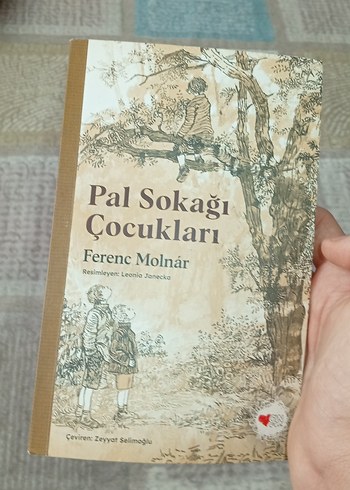 Pal Sokağı
Çocukları
Ferenc Molnár
Resimleyen: Leonia Janecka
Çeviren: Zeyyat Selimoğlu